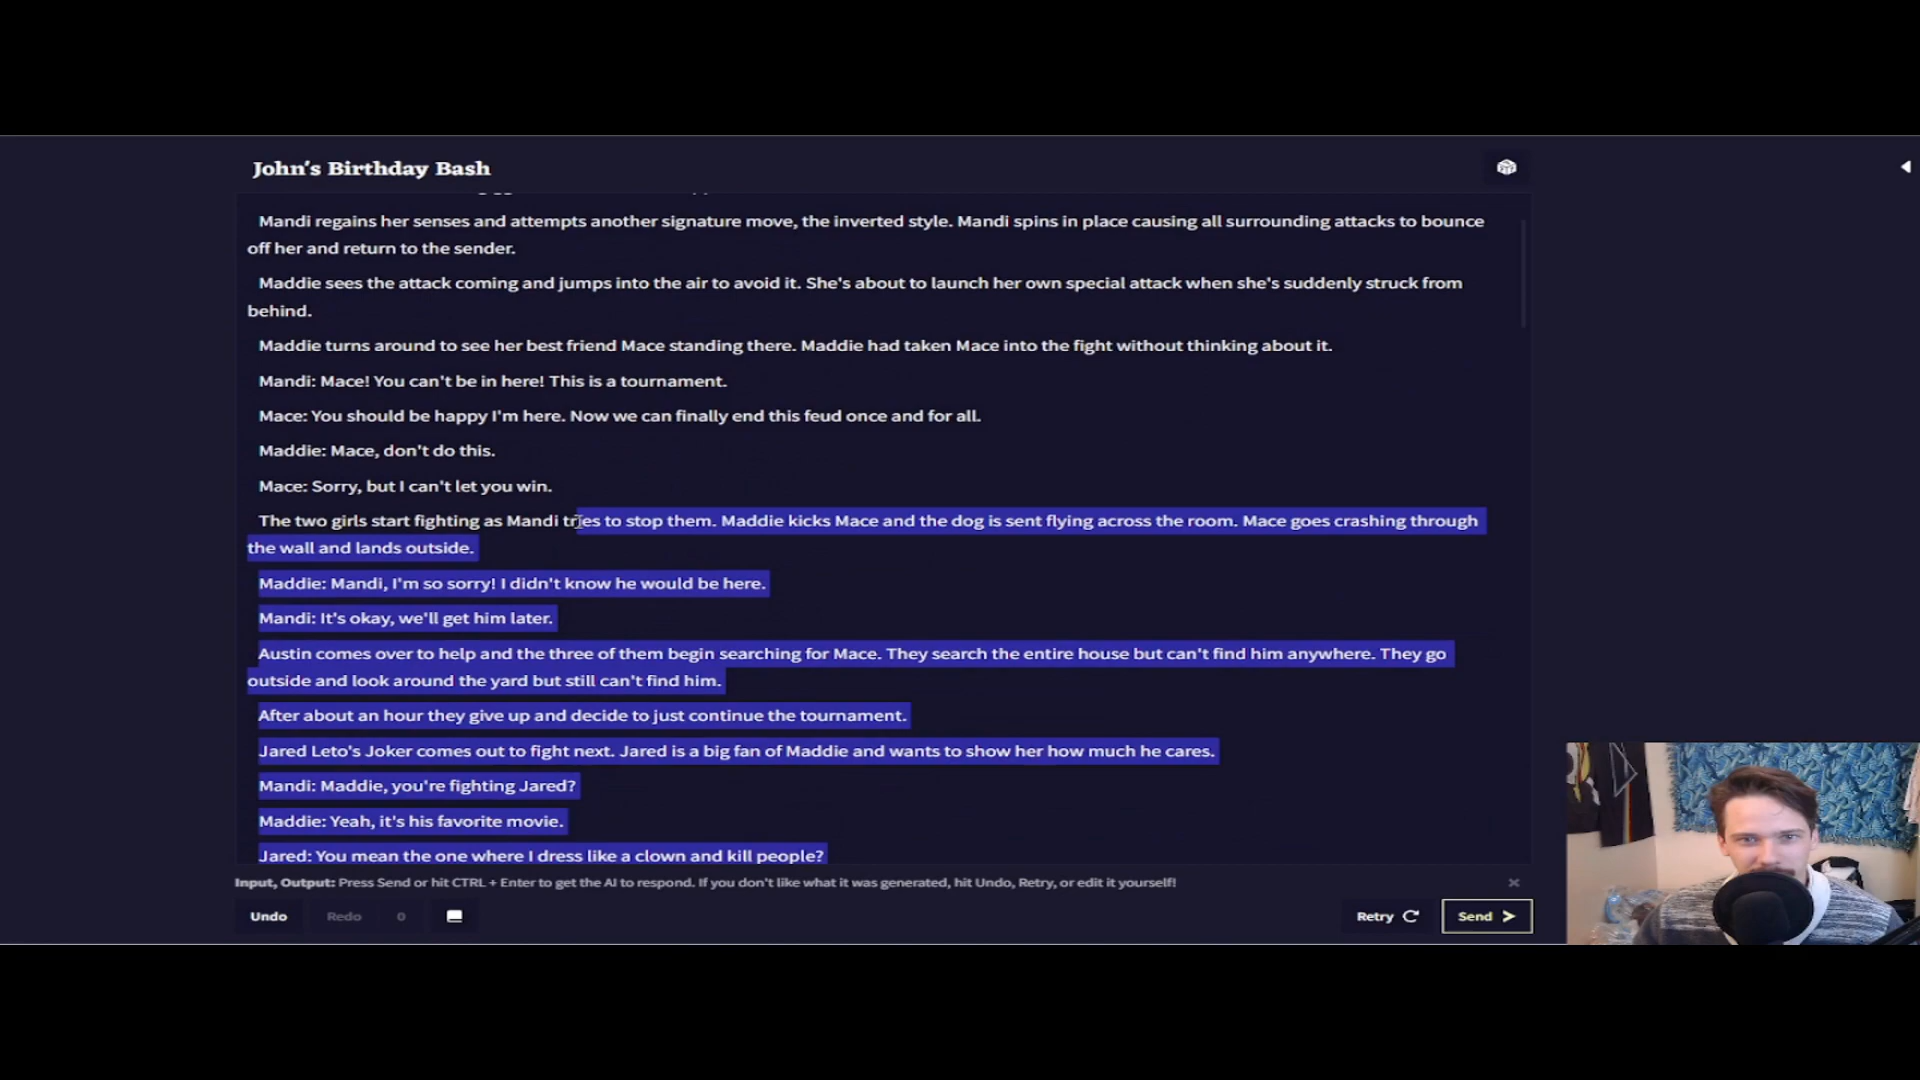 John's Birthday Bash
Mandi regains her senses and attempts another signature move, the inverted style. Mandi spins in place causing all surrounding attacks to bounce
off her and return to the sender.
Maddie sees the attack coming and jumps into the air to avoid it. She's about to launch her own special attack when she's suddenly struck from
behind.
Maddie turns around to see her best friend Mace standing there. Maddie had taken Mace into the fight without thinking about it.
Mandi: Mace! You can't be in here! This is a tournament.
Mace: You should be happy I'm here. Now we can finally end this feud once and for all.
Maddie: Mace, don't do this.
Mace: Sorry, but I can't let you win.
The two girls start fighting as Mandi tries to stop them. Maddie kicks Mace and the dog is sent flying across the room. Mace goes crashing through
the wall and lands outside.
Maddie: Mandi, I'm so sorry! I didn't know he would be here.
Mandi: It's okay, we'll get him later.
Austin comes over to help and the three of them begin searching for Mace. They search the entire house but can't find him anywhere. They go
outside and look around the yard but still can't find him.
After about an hour they give up and decide to just continue the tournament.
Jared Leto's Joker comes out to fight next. Jared is a big fan of Maddie and wants to show her how much he cares.
Mandi: Maddie, you're fighting Jared?
Maddie: Yeah, it's his favorite movie.
Jared: You mean the one where I dress like a clown and kill people?
Input, Output: Press Send or hit CTRL + Enter to get the AI to respond. If you don't like what it was generated, hit Undo, Retry, or edit it yourself!
Undo Redo 0 Retry Send